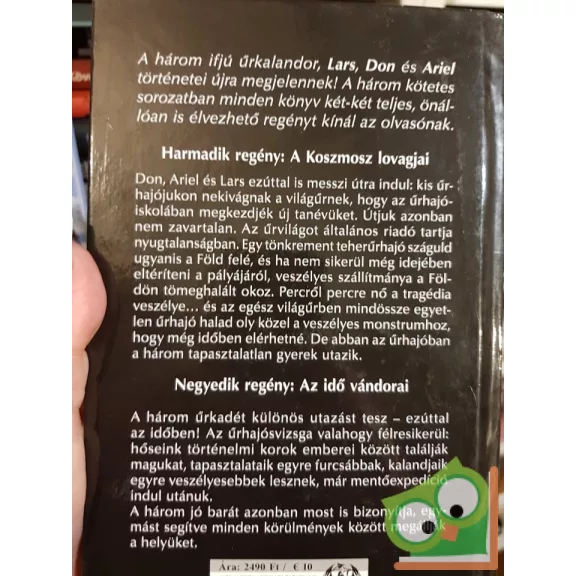 A három ifjú űrkalandor, Lars, Don és Ariel
történetei újra megjelennek! A három kötetes
sorozatban minden könyv két-két teljes, önál-
lóan is élvezhető regényt kínál az olvasónak.
Harmadik regény: A Koszmosz lovagjai
Don, Ariel és Lars ezúttal is messzi útra indul: kis űr-
hajójukon nekivágnak a világűrnek, hogy az űrhajó-
iskolában megkezdjék új tanévüket. Útjuk azonban
nem zavartalan. Az űrvilágot általános riadó tartja
nyugtalanságban. Egy tönkrement teherűrhajó száguld
ugyanis a Föld felé, és ha nem sikerül még idejében
eltéríteni a pályájáról, veszélyes szállítmánya a Föl-
dön tömeghalált okoz. Percről percre nő a tragédia
veszélye... és az egész világűrben mindössze egyet-
len űrhajó halad oly közel a veszélyes monstrumhoz,
hogy még időben elérhetné. De abban az űrhajóban
a három tapasztalatlan gyerek utazik.
Negyedik regény: Az idő vándorai
A három űrkadét különös utazást tesz – ezúttal
az időben! Az űrhajósvizsga valahogy félresikerül:
hőseink történelmi korok emberei között találják
magukat, tapasztalataik egyre furcsábbak, kalandjaik
egyre veszélyesebbek lesznek, már mentőexpedíció
indul utánuk.
A három jó barát azonban most is bizonyítja, egy-
mást segítve minden körülmények között megállják
a helyüket.
Ára: 2490 Ft / € 10